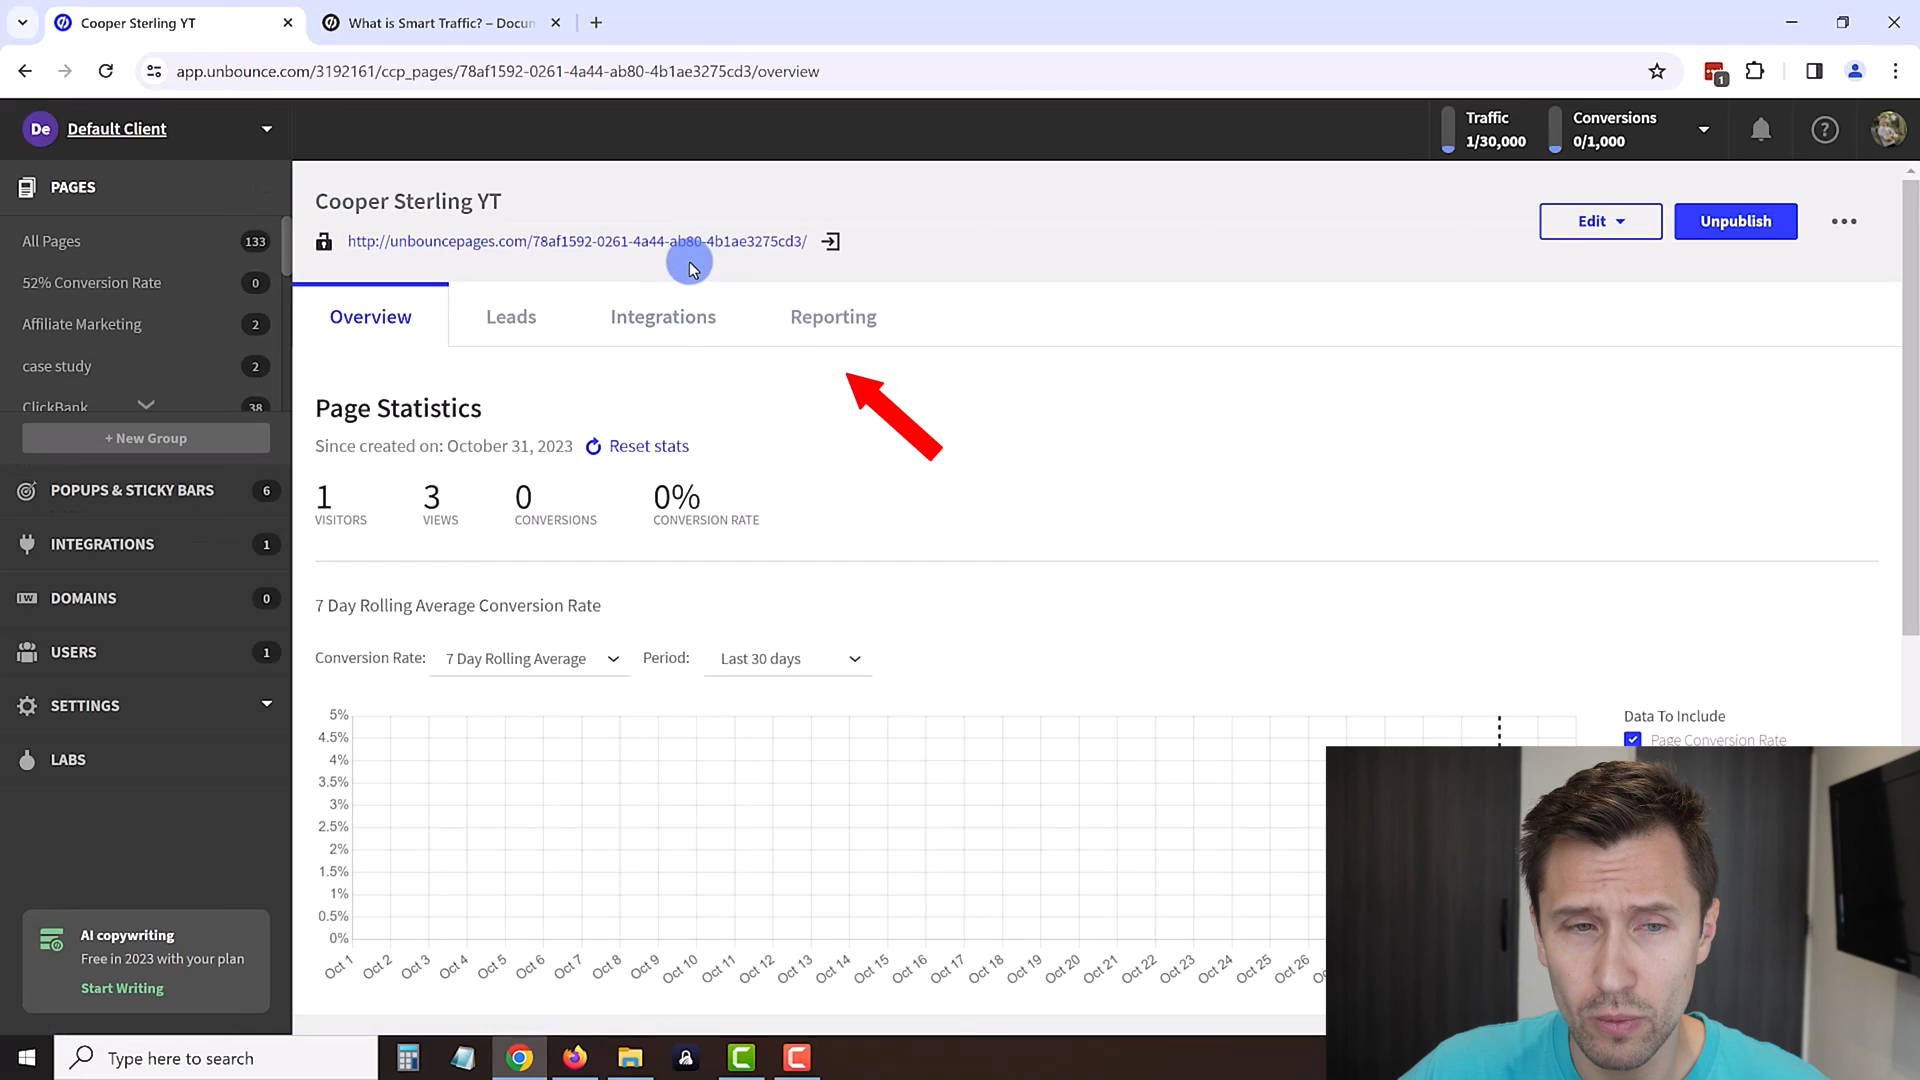 Cooper Sterling YT
What is Smart Traffic? – Docum
app.unbounce.com/3192161/ccp_pages/78af1592-0261-4a44-ab80-4b1ae3275cd3/overview
1
De Default Client
Traffic
1/30,000
Conversions
0/1,000
PAGES
All Pages 133
52% Conversion Rate 0
Affiliate Marketing 2
case study 2
ClickBank 38
+ New Group
POPUPS & STICKY BARS 6
INTEGRATIONS 1
DOMAINS 0
USERS 1
SETTINGS
LABS
AI copywriting
Free in 2023 with your plan
Start Writing
Cooper Sterling YT
http://unbouncepages.com/78af1592-0261-4a44-ab80-4b1ae3275cd3/
Edit
Unpublish
Overview Leads Integrations Reporting
Page Statistics
Since created on: October 31, 2023 Reset stats
1 3 0 0%
VISITORS VIEWS CONVERSIONS CONVERSION RATE
7 Day Rolling Average Conversion Rate
Conversion Rate: 7 Day Rolling Average Period: Last 30 days
5%
4.5%
4%
3.5%
3%
2.5%
2%
1.5%
1%
0.5%
0%
Oct 1 Oct 2 Oct 3 Oct 4 Oct 5 Oct 6 Oct 7 Oct 8 Oct 9 Oct 10 Oct 11 Oct 12 Oct 13 Oct 14 Oct 15 Oct 16 Oct 17 Oct 18 Oct 19 Oct 20 Oct 21 Oct 22 Oct 23 Oct 24 Oct 25 Oct 26
Data To Include
Page Conversion Rate
Type here to search